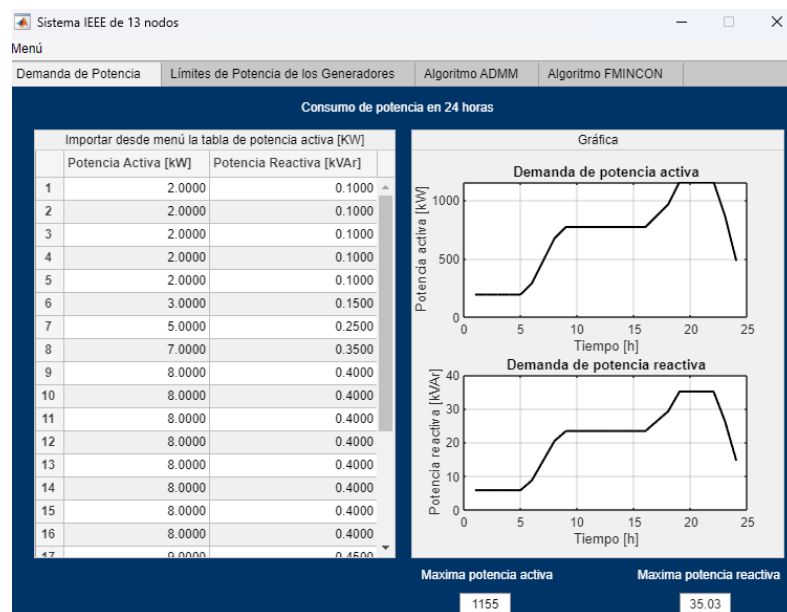 Sistema IEEE de 13 nodos
Menú
Demanda de Potencia Límites de Potencia de los Generadores Algoritmo ADMM Algoritmo FMINCON
Consumo de potencia en 24 horas
Importar desde menú la tabla de potencia activa [KW]
Potencia Activa [kW] Potencia Reactiva [kVAr]
1 2.0000 0.1000
2 2.0000 0.1000
3 2.0000 0.1000
4 2.0000 0.1000
5 2.0000 0.1000
6 3.0000 0.1500
7 5.0000 0.2500
8 7.0000 0.3500
9 8.0000 0.4000
10 8.0000 0.4000
11 8.0000 0.4000
12 8.0000 0.4000
13 8.0000 0.4000
14 8.0000 0.4000
15 8.0000 0.4000
16 8.0000 0.4000
17 9.0000 0.4500
Gráfica
Demanda de potencia activa
Potencia activa [kW]
1000
500
0
0 5 10 15 20 25
Tiempo [h]
Demanda de potencia reactiva
Potencia reactiva [kVAr]
40
30
20
10
0
0 5 10 15 20 25
Tiempo [h]
Maxima potencia activa Maxima potencia reactiva
1155 35.03